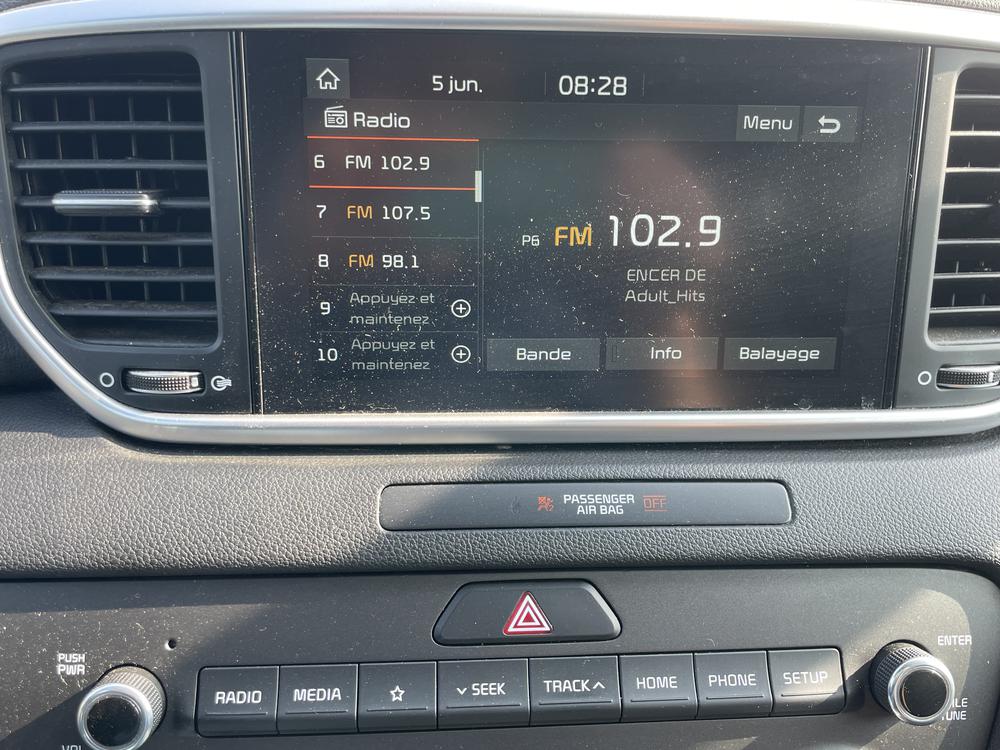 5 jun. 08:28
Radio Menu
6 FM 102.9
7 FM 107.5
8 FM 98.1
9 Appuyez et
maintenez
10 Appuyez et
maintenez
P6 FM 102.9
ENCER DE
Adult_Hits
Bande Info Balayage
PASSENGER
AIR BAG
OFF
PUSH
PWR
VOL
RADIO MEDIA SEEK TRACK HOME PHONE SETUP
ENTER